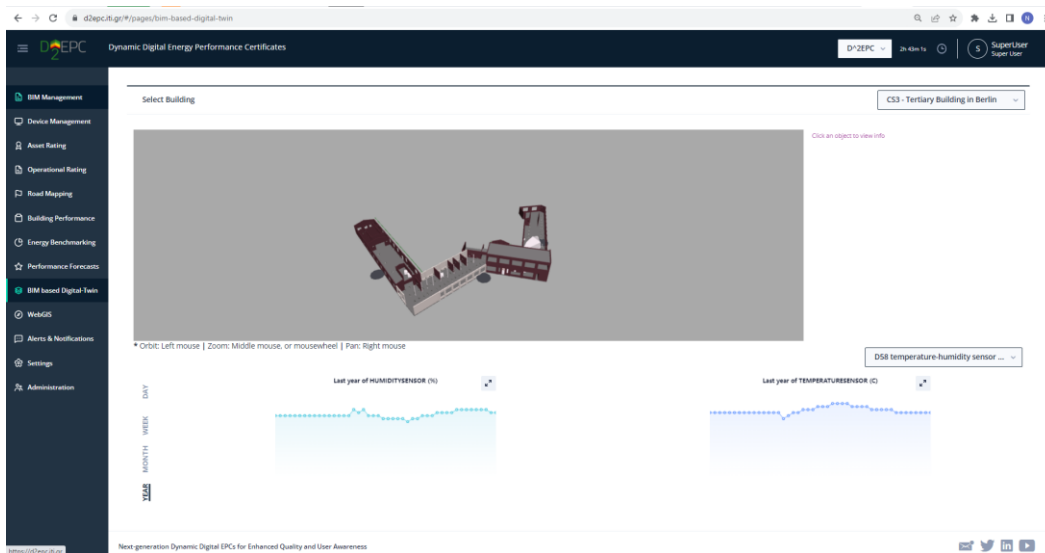 d2epc.iti.gr/#/pages/bim-based-digital-twin
N
D^2EPC
Dynamic Digital Energy Performance Certificates
D^2EPC
2h 43m 1s
S
SuperUser
Super User
BIM Management
Device Management
Asset Rating
Operational Rating
Road Mapping
Building Performance
Energy Benchmarking
Performance Forecasts
BIM based Digital-Twin
WebGIS
Alerts & Notifications
Settings
Administration
Select Building
CS3 - Tertiary Building in Berlin
Click an object to view info
* Orbit: Left mouse | Zoom: Middle mouse, or mousewheel | Pan: Right mouse
D58 temperature-humidity sensor ...
DAY
WEEK
MONTH
YEAR
Last year of HUMIDITYSENSOR (%)
Last year of TEMPERATURESENSOR (C)
Next-generation Dynamic Digital EPCs for Enhanced Quality and User Awareness
https://d2epc.iti.gr